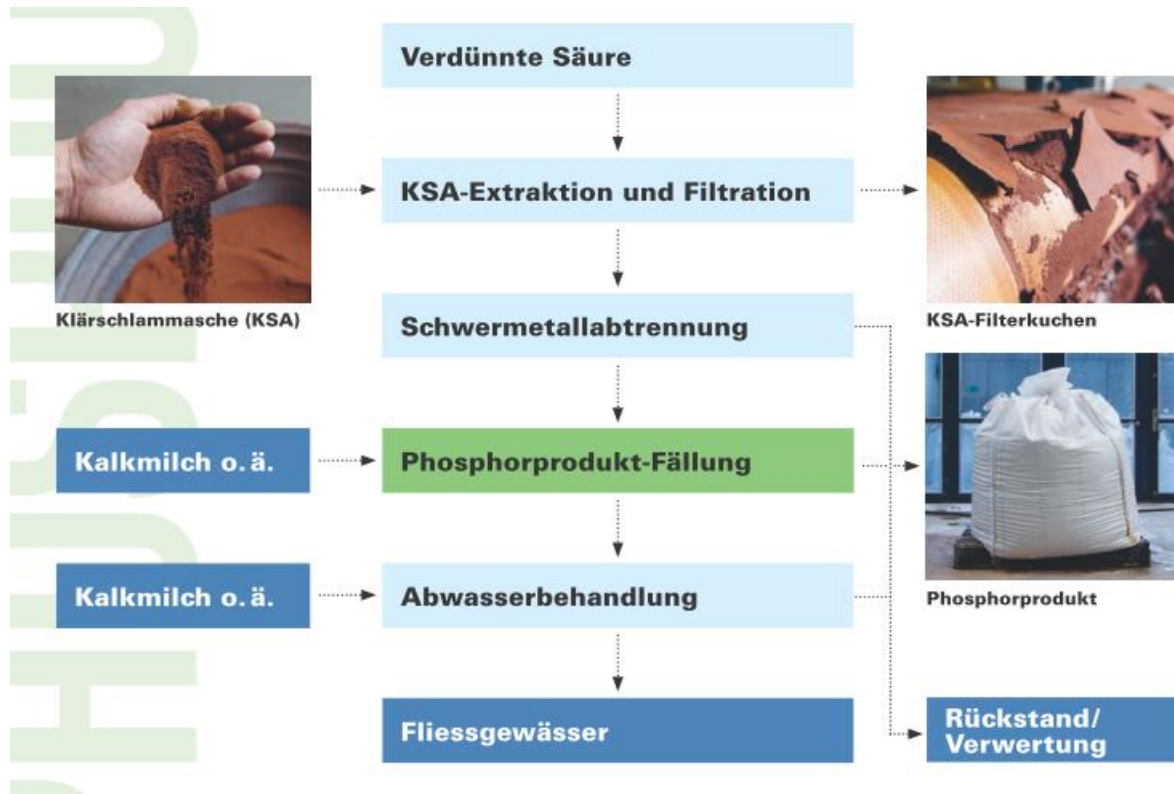 Verdünnte Säure
KSA-Extraktion und Filtration
Klärschlammasche (KSA)
KSA-Filterkuchen
Schwermetallabtrennung
Kalkmilch o. ä.
Phosphorprodukt-Fällung
Phosphorprodukt
Kalkmilch o. ä.
Abwasserbehandlung
Fliessgewässer
Rückstand/
Verwertung